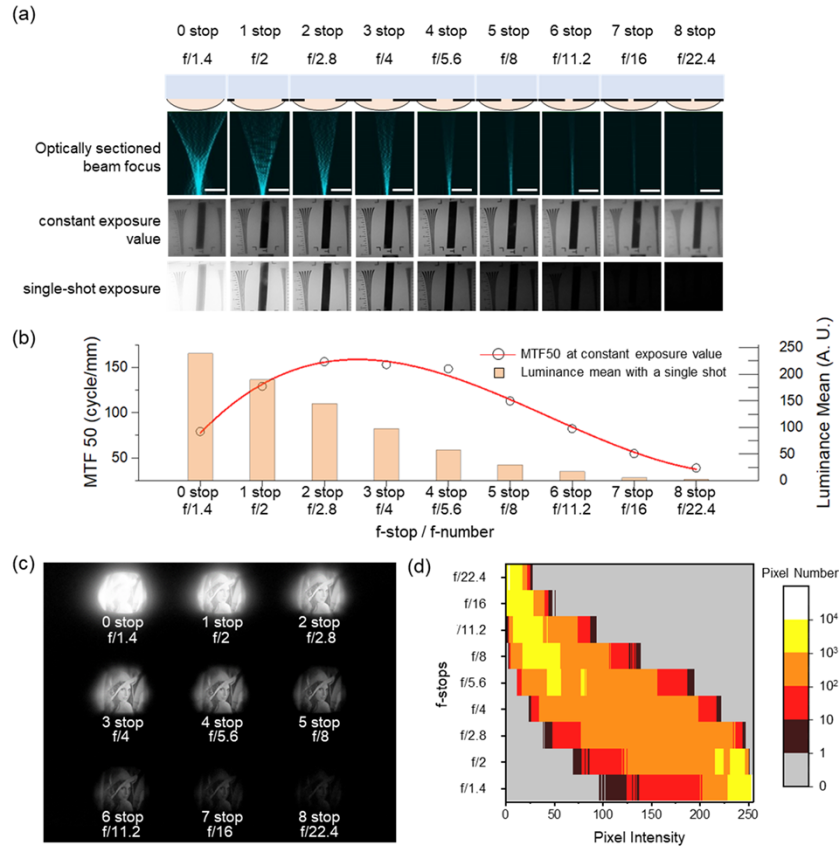 (a)
0 stop 1 stop 2 stop 3 stop 4 stop 5 stop 6 stop 7 stop 8 stop
f/1.4 f/2 f/2.8 f/4 f/5.6 f/8 f/11.2 f/16 f/22.4
Optically sectioned
beam focus
constant exposure
value
single-shot exposure
(b)
MTF 50 (cycle/mm)
150
100
50
MTF50 at constant exposure value
Luminance mean with a single shot
250
200
150
100
50
0
Luminance Mean (A. U.)
0 stop 1 stop 2 stop 3 stop 4 stop 5 stop 6 stop 7 stop 8 stop
f/1.4 f/2 f/2.8 f/4 f/5.6 f/8 f/11.2 f/16 f/22.4
f-stop / f-number
(c)
0 stop 1 stop 2 stop
f/1.4 f/2 f/2.8
3 stop 4 stop 5 stop
f/4 f/5.6 f/8
6 stop 7 stop 8 stop
f/11.2 f/16 f/22.4
(d)
f-stops
f/22.4
f/16
/11.2
f/8
f/5.6
f/4
f/2.8
f/2
f/1.4
0 50 100 150 200 250
Pixel Intensity
Pixel Number
10⁴
10³
10²
10
1
0